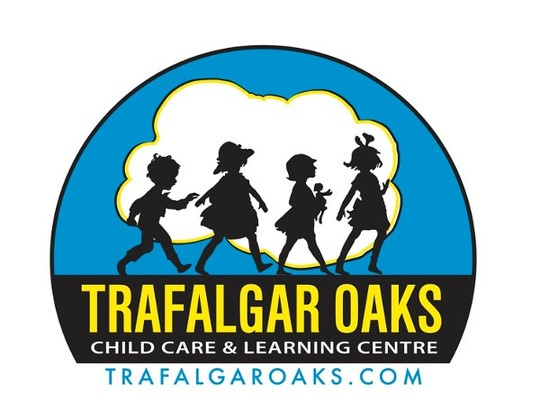 TRAFALGAR OAKS
CHILD CARE & LEARNING CENTRE
TRAFALGAROAKS.COM